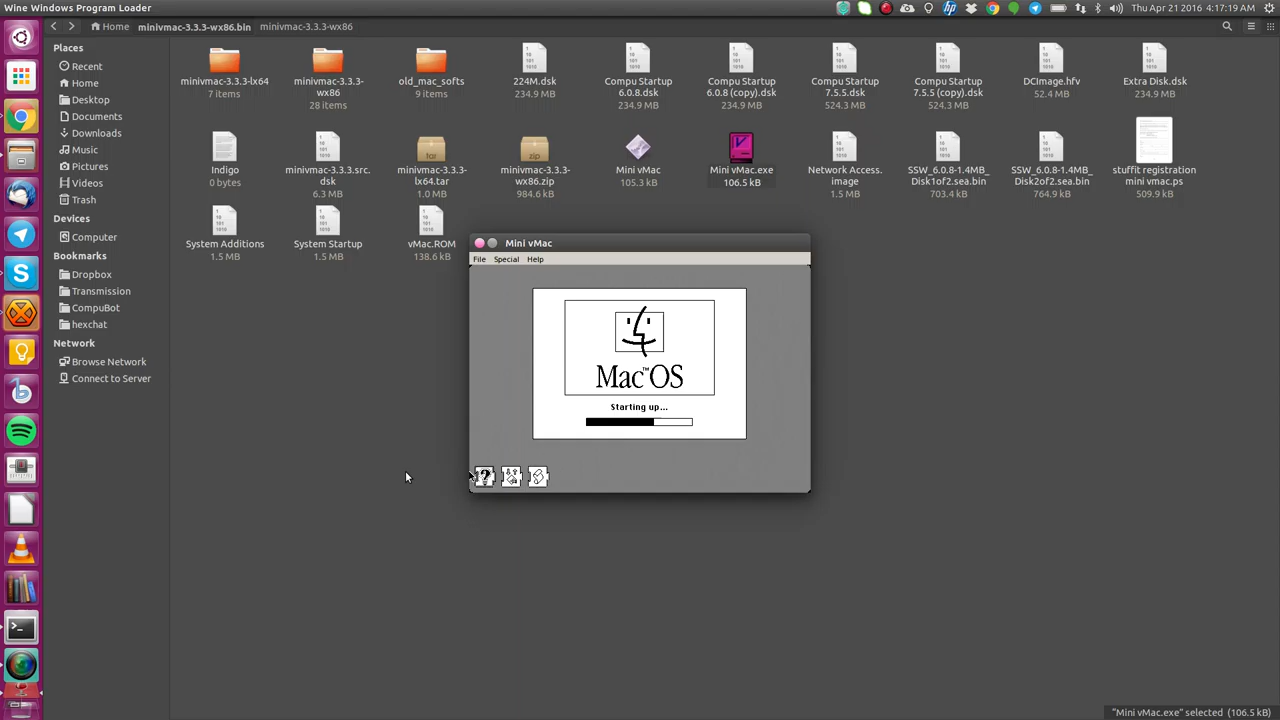 Wine Windows Program Loader
Thu Apr 21 2016 4:17:19 AM
Home
minivmac-3.3.3-wx86.bin
minivmac-3.3.3-wx86
Places
Recent
Home
Desktop
Documents
Downloads
Music
Pictures
Videos
Trash
Devices
Computer
Bookmarks
Dropbox
Transmission
CompuBot
hexchat
Network
Browse Network
Connect to Server
minivmac-3.3.3-lx64
7 items
minivmac-3.3.3-
wx86
28 items
old_mac_softs
9 items
224M.dsk
234.9 MB
Compu Startup
6.0.8.dsk
234.9 MB
Compu Startup
6.0.8 (copy).dsk
234.9 MB
Compu Startup
7.5.5.dsk
524.3 MB
Compu Startup
7.5.5 (copy).dsk
524.3 MB
DCImage.hfv
52.4 MB
Extra Disk.dsk
234.9 MB
Indigo
0 bytes
minivmac-3.3.3.src.
dsk
6.3 MB
tar
minivmac-3.3.3-
lx64.tar
1.0 MB
zip
minivmac-3.3.3-
wx86.zip
984.6 kB
Mini vMac
105.3 kB
Mini vMac.exe
106.5 kB
Network Access.
image
1.5 MB
SSW_6.0.8-1.4MB_
Disk1of2.sea.bin
703.4 kB
SSW_6.0.8-1.4MB_
Disk2of2.sea.bin
764.9 kB
stuffit registration
mini vmac.ps
509.9 kB
System Additions
1.5 MB
System Startup
1.5 MB
vMac.ROM
138.6 kB
Mini vMac
File Special Help
Mac™OS
Starting up...
"Mini vMac.exe" selected (106.5 kB)